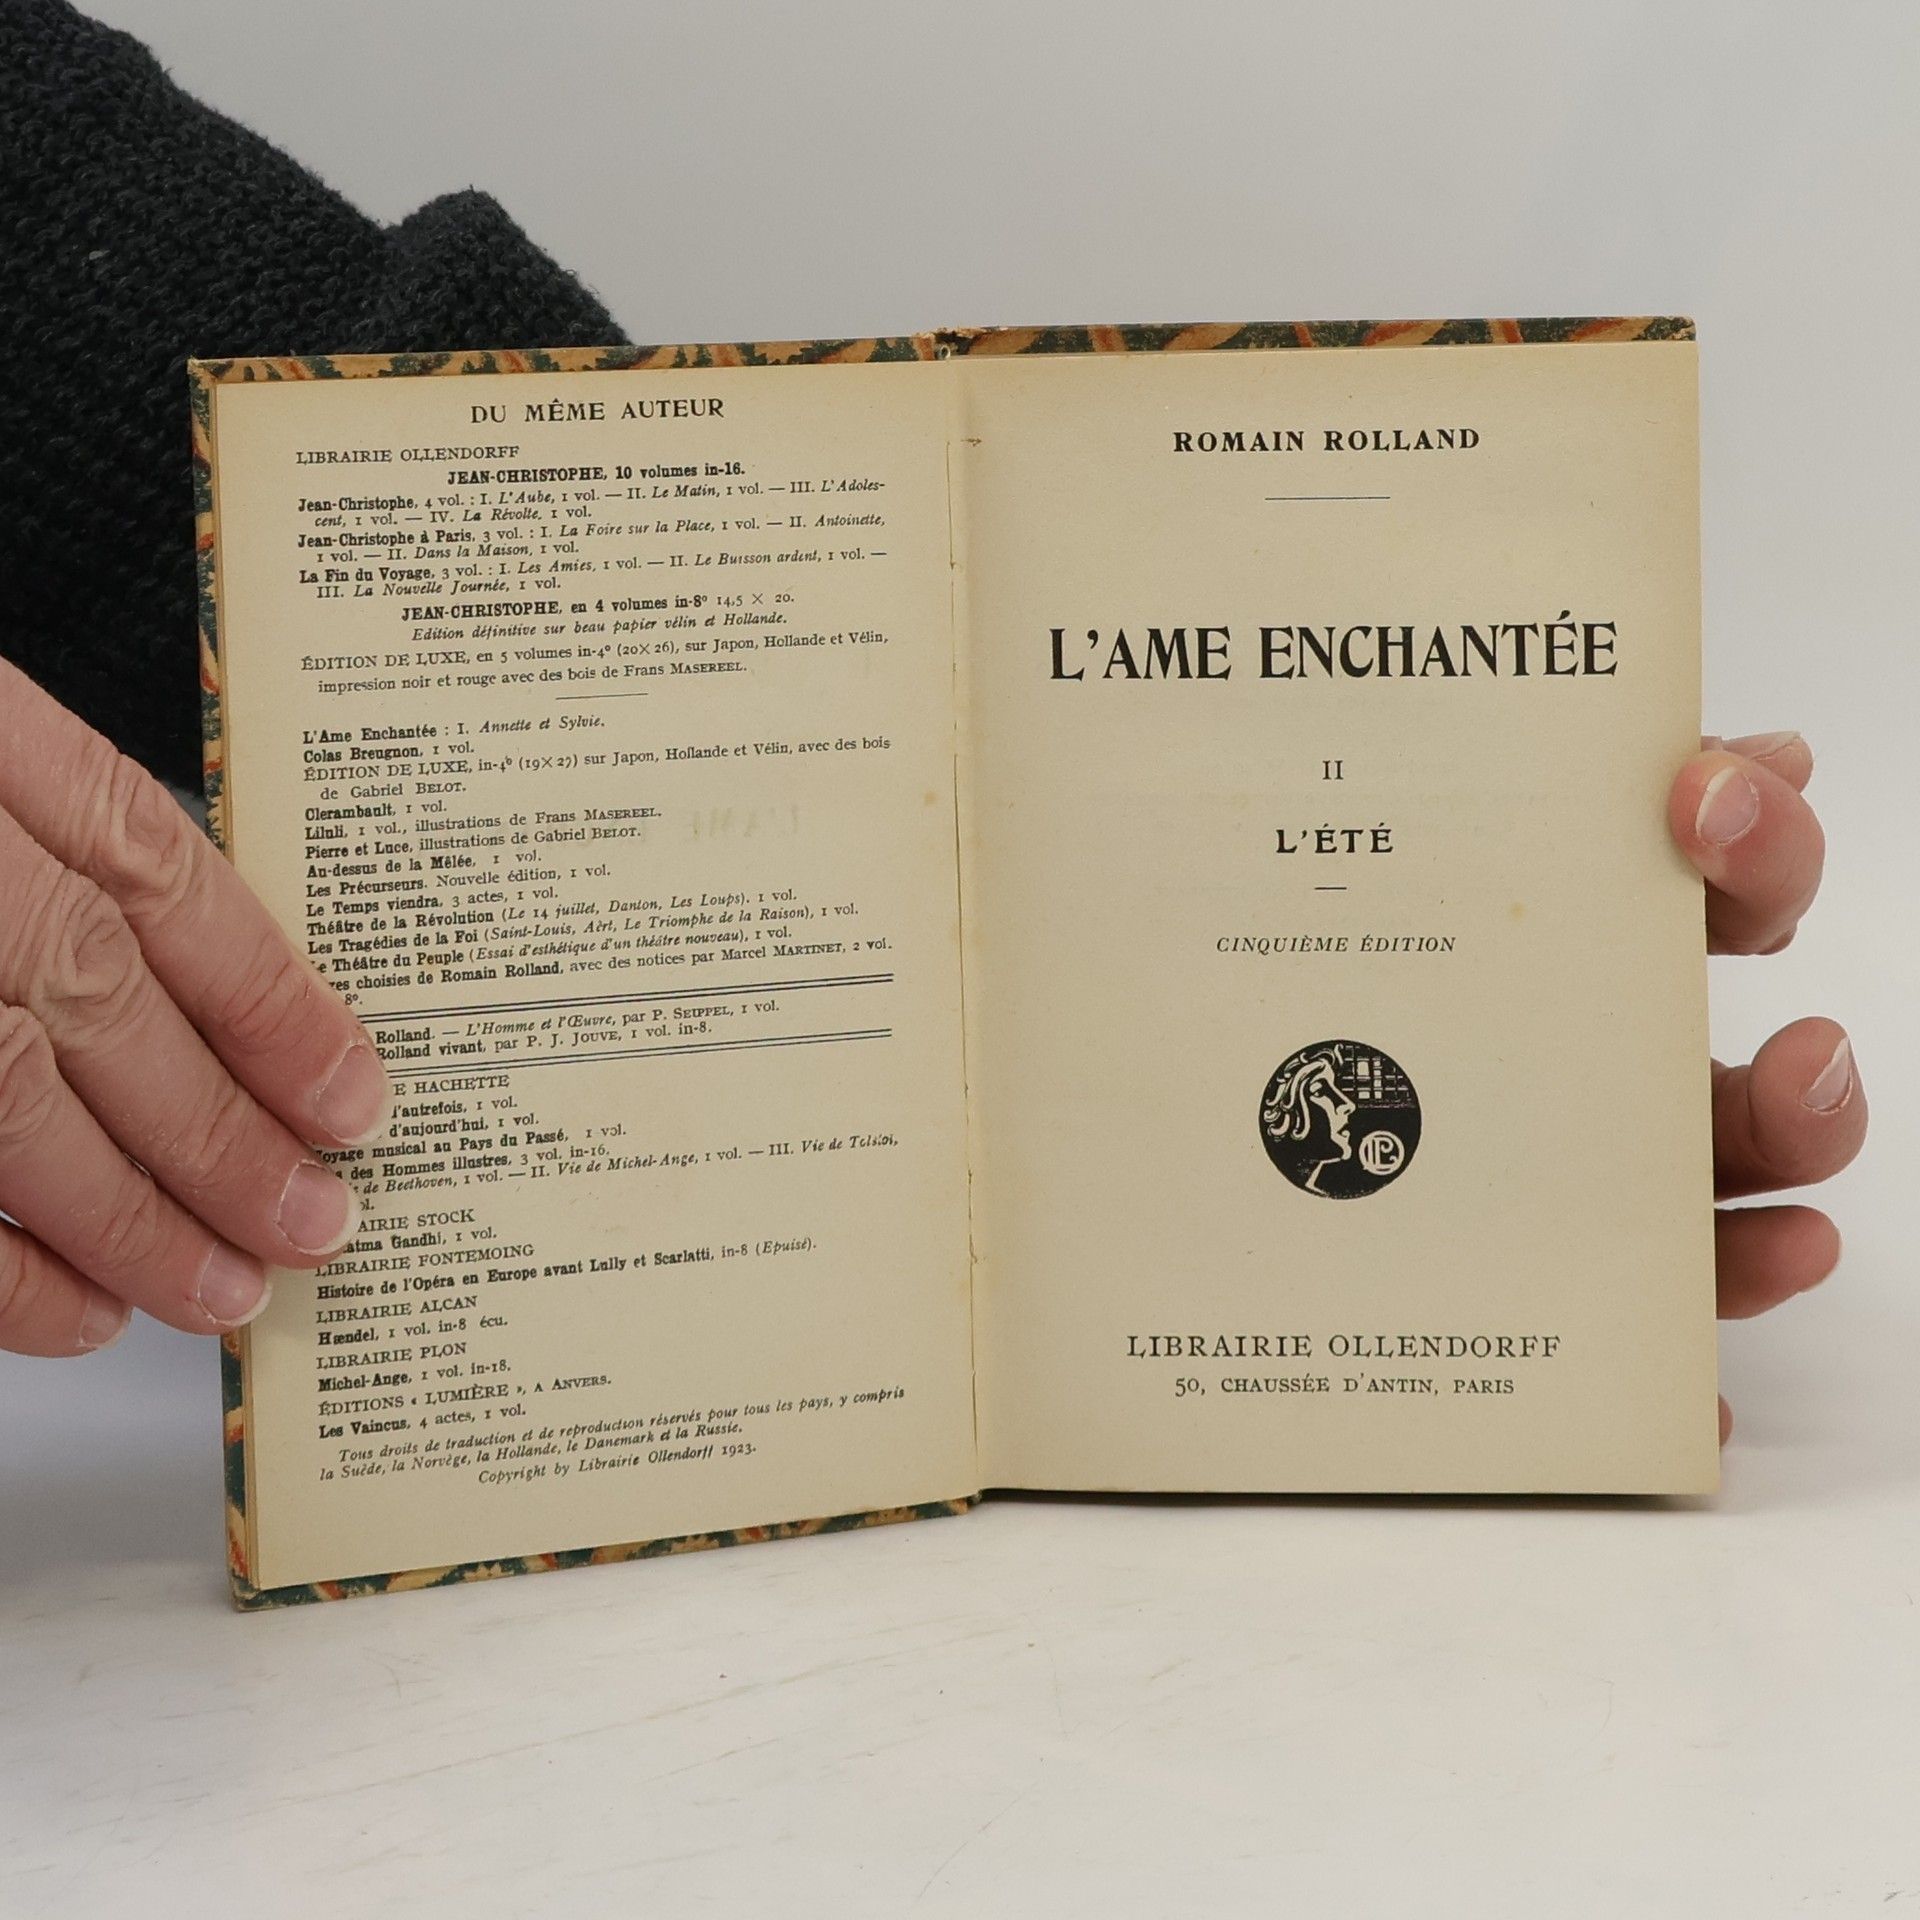 DU MÊME AUTEUR
LIBRAIRIE OLLENDORFF
JEAN-CHRISTOPHE, 10 volumes in-16.
Jean-Christophe, 4 vol. : I. L'Aube, 1 vol. — II. Le Matin, 1 vol. — III. L'Adoles-
cent, 1 vol. — IV. La Révolte, 1 vol.
Jean-Christophe à Paris, 3 vol. : I. La Foire sur la Place, 1 vol. — II. Antoinette,
1 vol. — II. Dans la Maison, 1 vol.
La Fin du Voyage, 3 vol. : I. Les Amies, 1 vol. — II. Le Buisson ardent, 1 vol. —
III. La Nouvelle Journée, 1 vol.
JEAN-CHRISTOPHE, en 4 volumes in-8º 14,5 × 20.
Edition définitive sur beau papier vélin et Hollande.
ÉDITION DE LUXE, en 5 volumes in-4º (20×26), sur Japon, Hollande et Vélin,
impression noir et rouge avec des bois de Frans MASEREEL.
L'Ame Enchantée : I. Annette et Sylvie.
Colas Breugnon, 1 vol.
ÉDITION DE LUXE, in-4º (19×27) sur Japon, Hollande et Vélin, avec des bois
de Gabriel BELOT.
Clerambault, 1 vol.
Liluli, 1 vol., illustrations de Frans MASEREEL.
Pierre et Luce, illustrations de Gabriel BELOT.
Au-dessus de la Mêlée, 1 vol.
Les Précurseurs. Nouvelle édition, 1 vol.
Le Temps viendra, 3 actes, 1 vol.
Théâtre de la Révolution (Le 14 juillet, Danton, Les Loups). 1 vol.
Les Tragédies de la Foi (Saint-Louis, Aërt, Le Triomphe de la Raison), 1 vol.
Le Théâtre du Peuple (Essai d'esthétique d'un théâtre nouveau), 1 vol.
choisies de Romain Rolland, avec des notices par Marcel MARTINET, 2 vol.
8º.
Rolland. — L'Homme et l'Œuvre, par P. SEIPPEL, 1 vol.
Rolland vivant, par P. J. JOUVE, 1 vol. in-8.
HACHETTE
d'autrefois, 1 vol.
d'aujourd'hui, 1 vol.
Voyage musical au Pays du Passé, 1 vol.
des Hommes illustres, 3 vol. in-16.
de Beethoven, 1 vol. — II. Vie de Michel-Ange, 1 vol. — III. Vie de Tolstoï,
STOCK
Gandhi, 1 vol.
LIBRAIRIE FONTEMOING
Histoire de l'Opéra en Europe avant Lully et Scarlatti, in-8 (Epuisé).
LIBRAIRIE ALCAN
Hændel, 1 vol. in-8 écu.
LIBRAIRIE PLON
Michel-Ange, 1 vol. in-18.
ÉDITIONS « LUMIÈRE », A ANVERS.
Les Vaincus, 4 actes, 1 vol.
Tous droits de traduction et de reproduction réservés pour tous les pays, y compris
la Suède, la Norvège, la Hollande, le Danemark et la Russie.
Copyright by Librairie Ollendorff 1923.
ROMAIN ROLLAND
L'AME ENCHANTÉE
II
L'ÉTÉ
CINQUIÈME ÉDITION
LIBRAIRIE OLLENDORFF
50, CHAUSSÉE D'ANTIN, PARIS